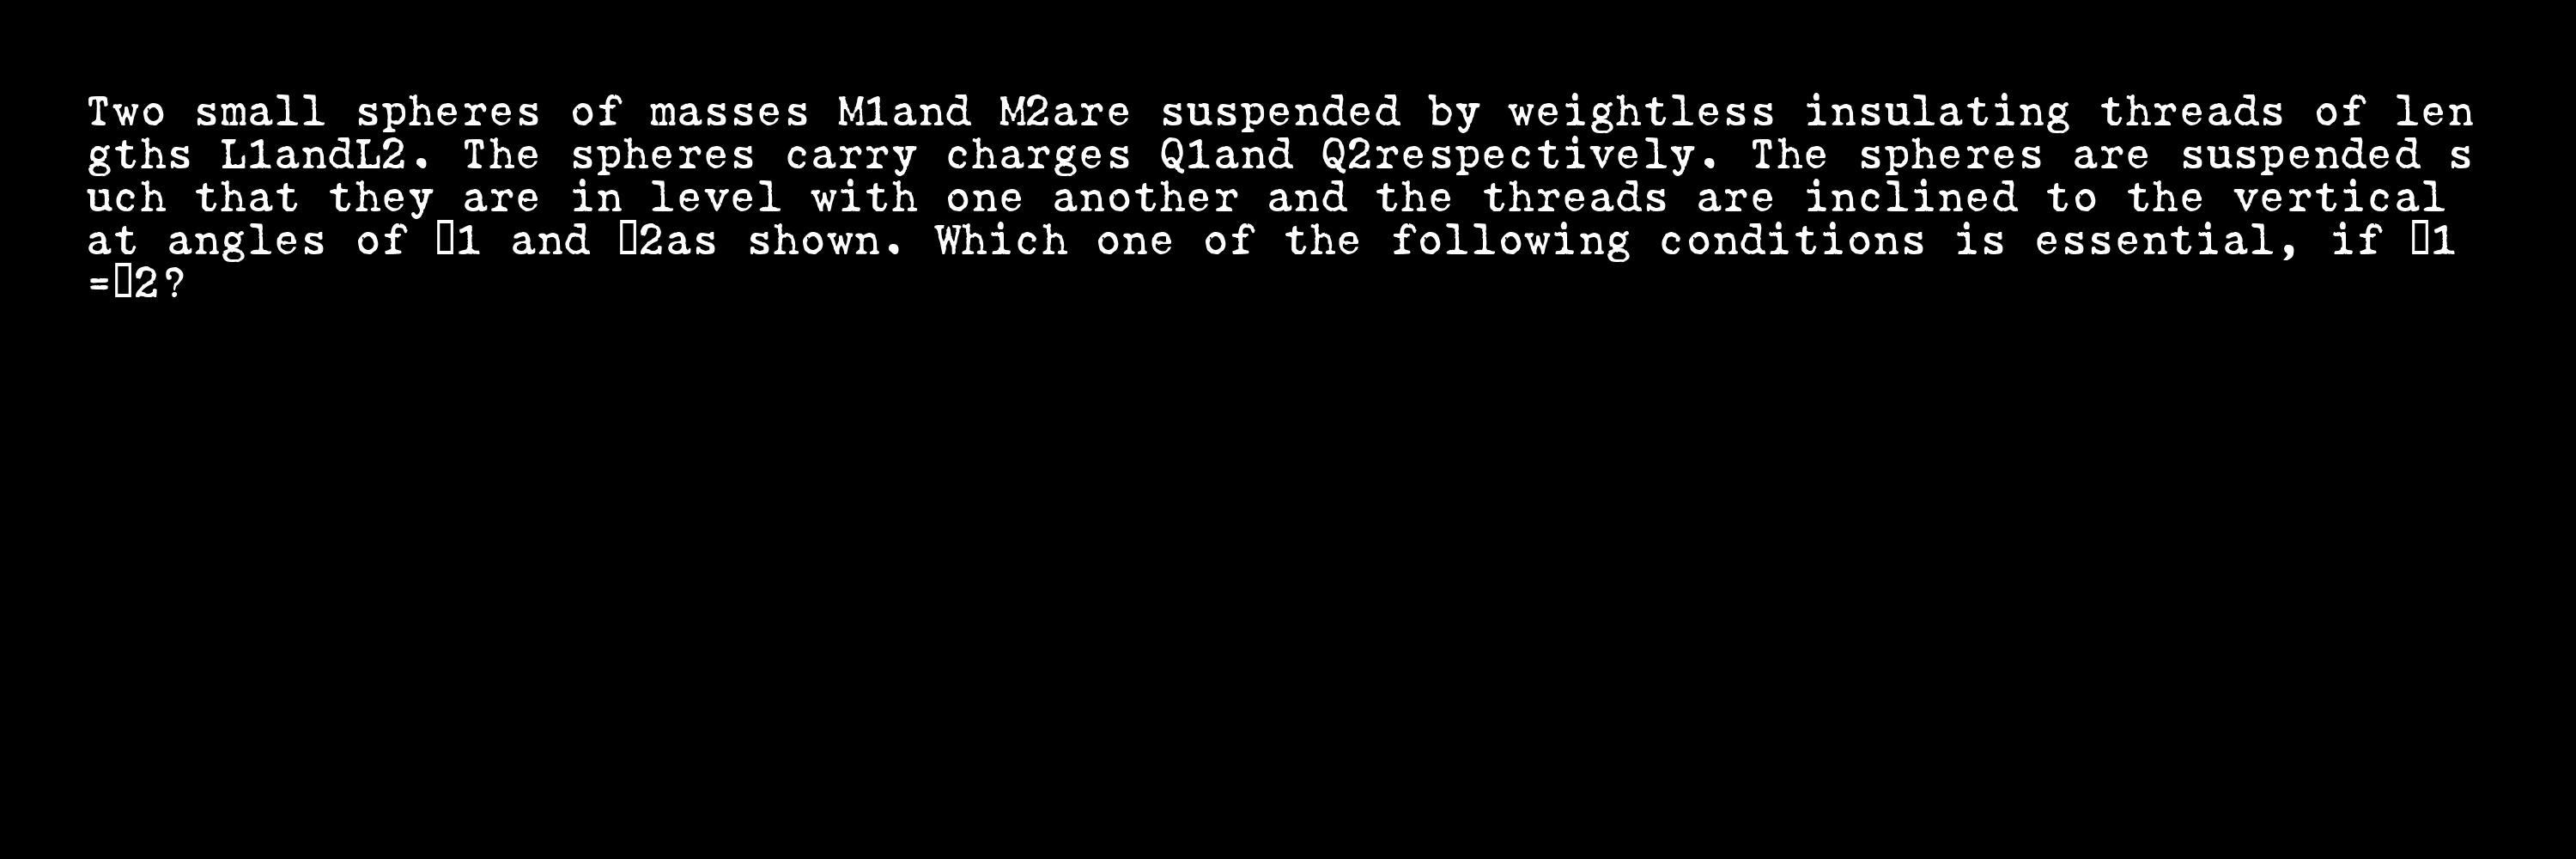 Two small spheres of masses M1and M2are suspended by weightless insulating threads of len
gths L1andL2. The spheres carry charges Q1and Q2respectively. The spheres are suspended s
uch that they are in level with one another and the threads are inclined to the vertical
at angles of 1 and 2as shown. Which one of the following conditions is essential, if 1
=2?